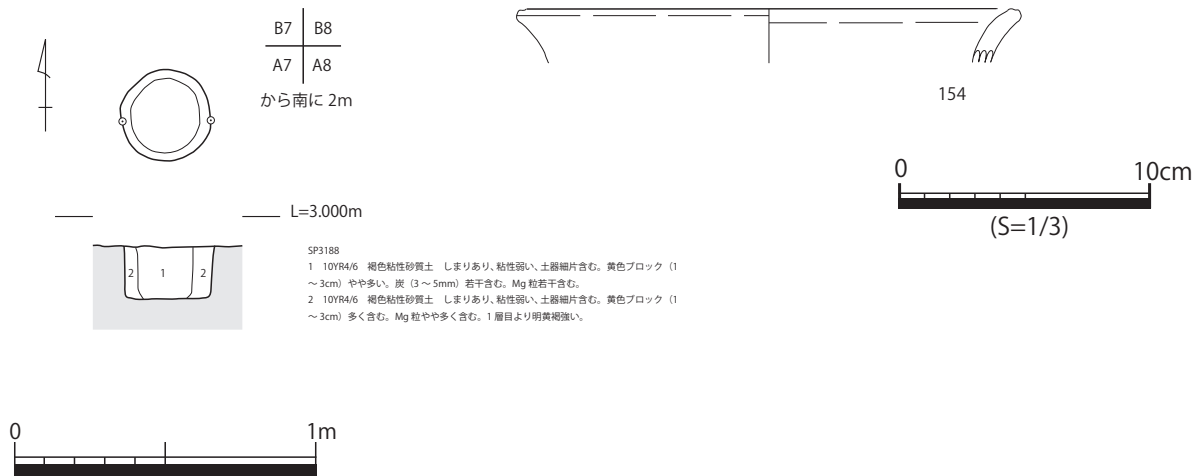 B7 B8
A7 A8
から南に 2m
154
0 10cm
(S=1/3)
L=3.000m
2 1 2
SP3188
1 10YR4/6 褐色粘性砂質土 しまりあり、粘性弱い、土器細片含む。黄色ブロック（1
～ 3cm）やや多い。炭（3 ～ 5mm）若干含む。Mg 粒若干含む。
2 10YR4/6 褐色粘性砂質土 しまりあり、粘性弱い、土器細片含む。黄色ブロック（1
～ 3cm）多く含む。Mg 粒やや多く含む。1 層目より明黄褐強い。
0 1m